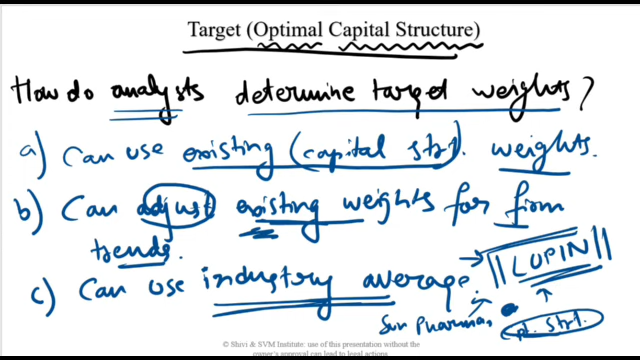 Target (Optimal Capital Structure)
How do analysts determine target weights?
a) Can use existing (capital str). weights.
b) Can adjust existing weights for firm
trends.
c) Can use industry average. || LUPIN ||
Sun Pharma,
pt. Strt.
© Shivi & SVM Institute: use of this presentation without the
owner's approval can lead to legal actions